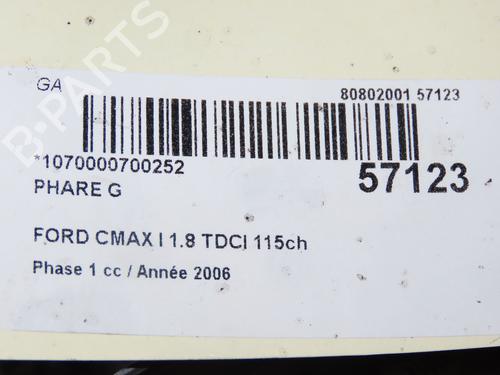 B-PARTS
GA
80802001 57123
*1070000700252
57123
PHARE G
FORD CMAX I 1.8 TDCI 115ch
Phase 1 cc / Année 2006